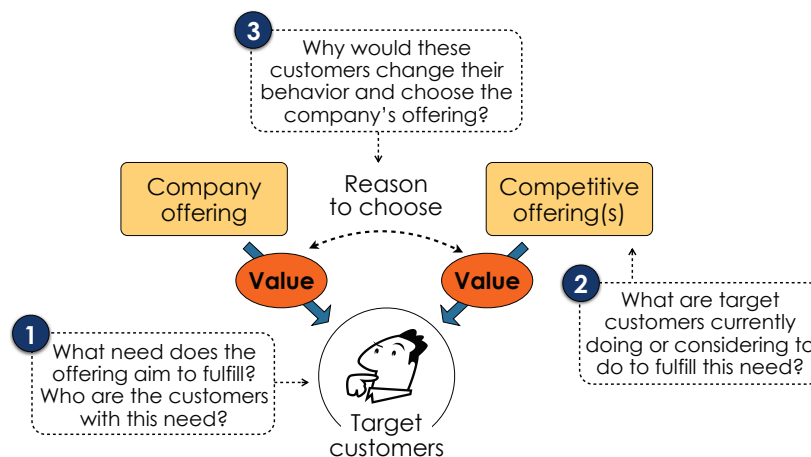 3
Why would these
customers change their
behavior and choose the
company's offering?
Company
offering
Reason
to choose
Competitive
offering(s)
Value
Value
1
What need does the
offering aim to fulfill?
Who are the customers
with this need?
2
What are target
customers currently
doing or considering to
do to fulfill this need?
Target
customers